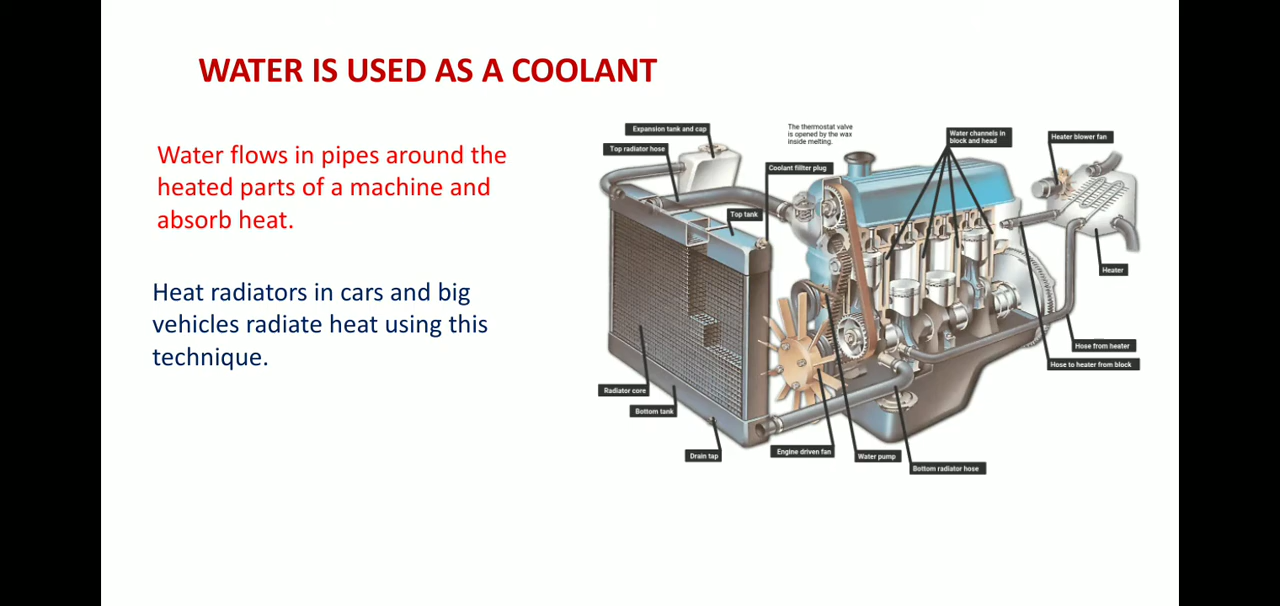 WATER IS USED AS A COOLANT
Water flows in pipes around the
heated parts of a machine and
absorb heat.
Heat radiators in cars and big
vehicles radiate heat using this
technique.
Expansion tank and cap
The thermostat valve
is opened by the wax
inside melting.
Water channels in
block and head
Heater blower fan
Top radiator hose
Coolant fillter plug
Top tank
Heater
Hose from heater
Hose to heater from block
Radiator core
Bottom tank
Drain tap
Engine driven fan
Water pump
Bottom radiator hose